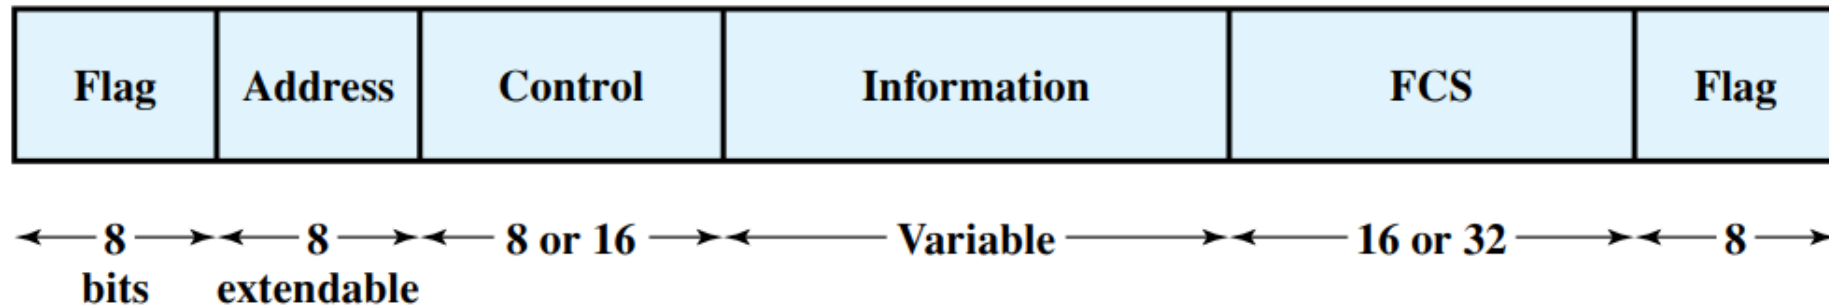 Flag Address Control Information FCS Flag
8 8 8 or 16 Variable 16 or 32 8
bits extendable